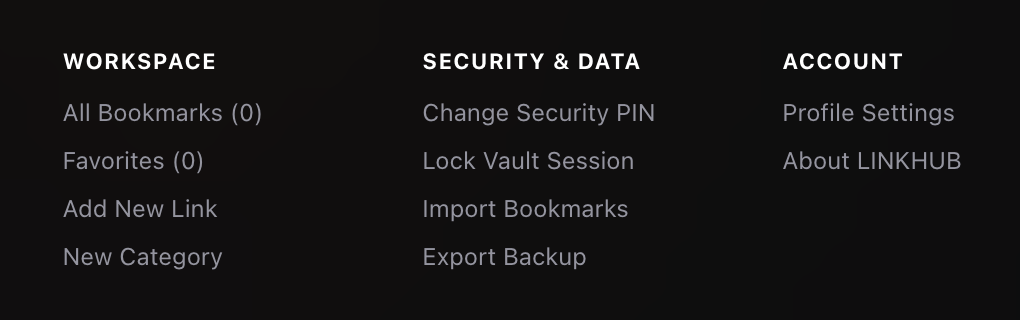 WORKSPACE
All Bookmarks (0)
Favorites (0)
Add New Link
New Category
SECURITY & DATA
Change Security PIN
Lock Vault Session
Import Bookmarks
Export Backup
ACCOUNT
Profile Settings
About LINKHUB